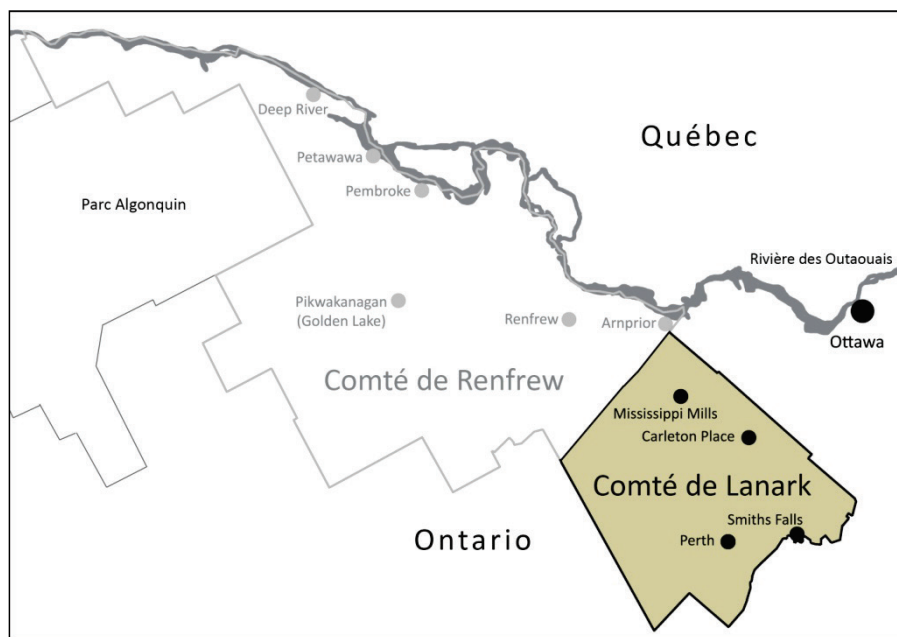 Deep River
Québec
Petawawa
Pembroke
Parc Algonquin
Rivière des Outaouais
Pikwakanagan
(Golden Lake)
Renfrew
Arnprior
Ottawa
Comté de Renfrew
Mississippi Mills
Carleton Place
Comté de Lanark
Smiths Falls
Ontario
Perth